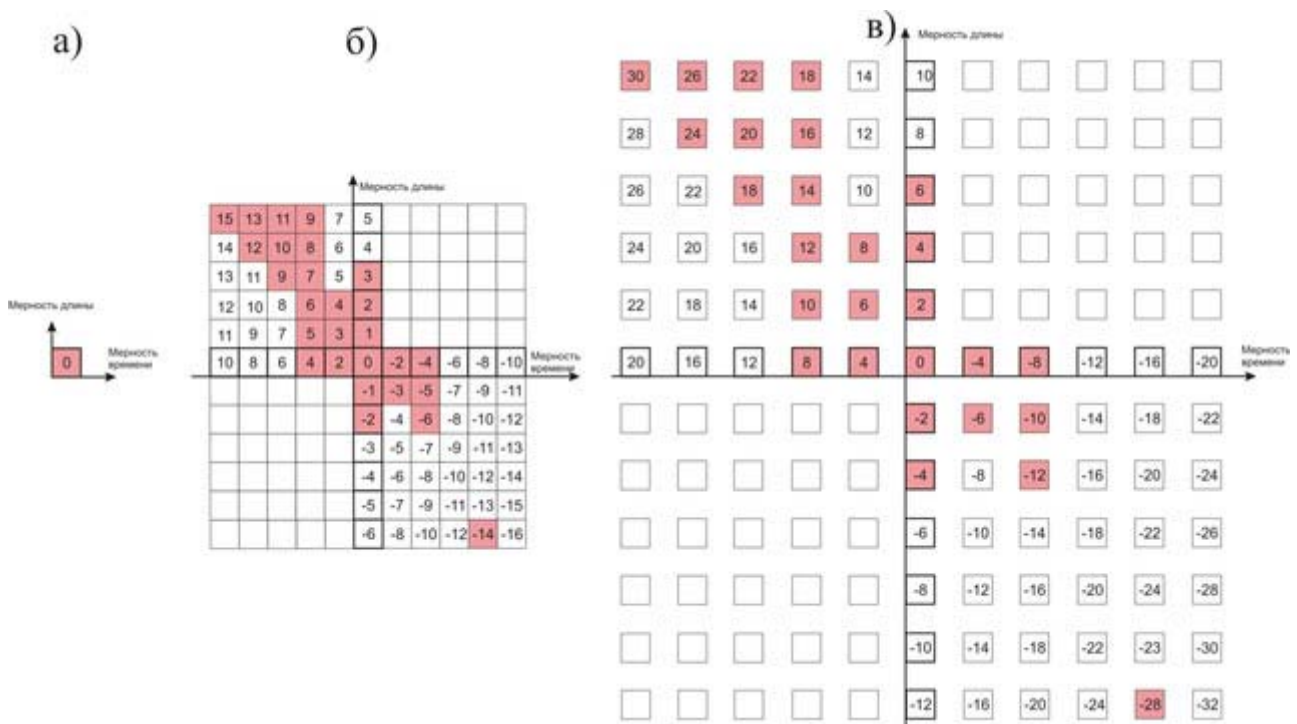 а)
б)
в)
Мерность длины
0
Мерность
времени
Мерность длины
15 13 11 9 7 5
14 12 10 8 6 4
13 11 9 7 5 3
12 10 8 6 4 2
11 9 7 5 3 1
10 8 6 4 2 0 -2 -4 -6 -8 -10
Мерность
времени
-1 -3 -5 -7 -9 -11
-2 -4 -6 -8 -10 -12
-3 -5 -7 -9 -11 -13
-4 -6 -8 -10 -12 -14
-5 -7 -9 -11 -13 -15
-6 -8 -10 -12 -14 -16
Мерность длины
30 26 22 18 14 10
28 24 20 16 12 8
26 22 18 14 10 6
24 20 16 12 8 4
22 18 14 10 6 2
20 16 12 8 4 0 -4 -8 -12 -16 -20
Мерность
времени
-2 -6 -10 -14 -18 -22
-4 -8 -12 -16 -20 -24
-6 -10 -14 -18 -22 -26
-8 -12 -16 -20 -24 -28
-10 -14 -18 -22 -23 -30
-12 -16 -20 -24 -28 -32